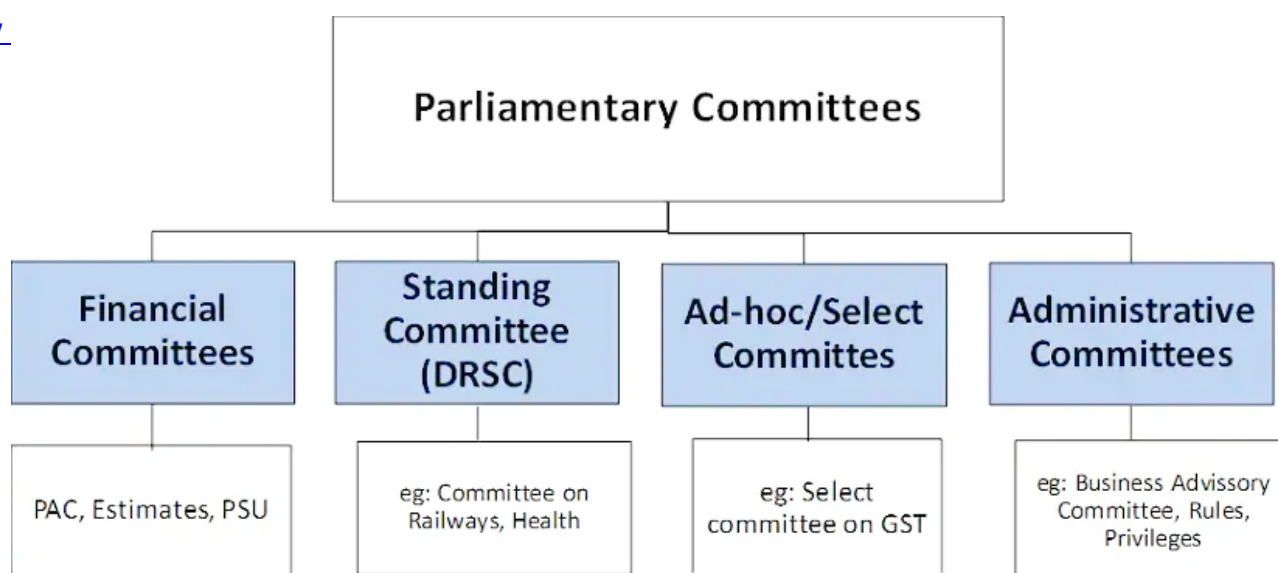 Parliamentary Committees
Financial
Committees
Standing
Committee
(DRSC)
Ad-hoc/Select
Committes
Administrative
Committees
PAC, Estimates, PSU
eg: Committee on
Railways, Health
eg: Select
committee on GST
eg: Business Advissory
Committee, Rules,
Privileges